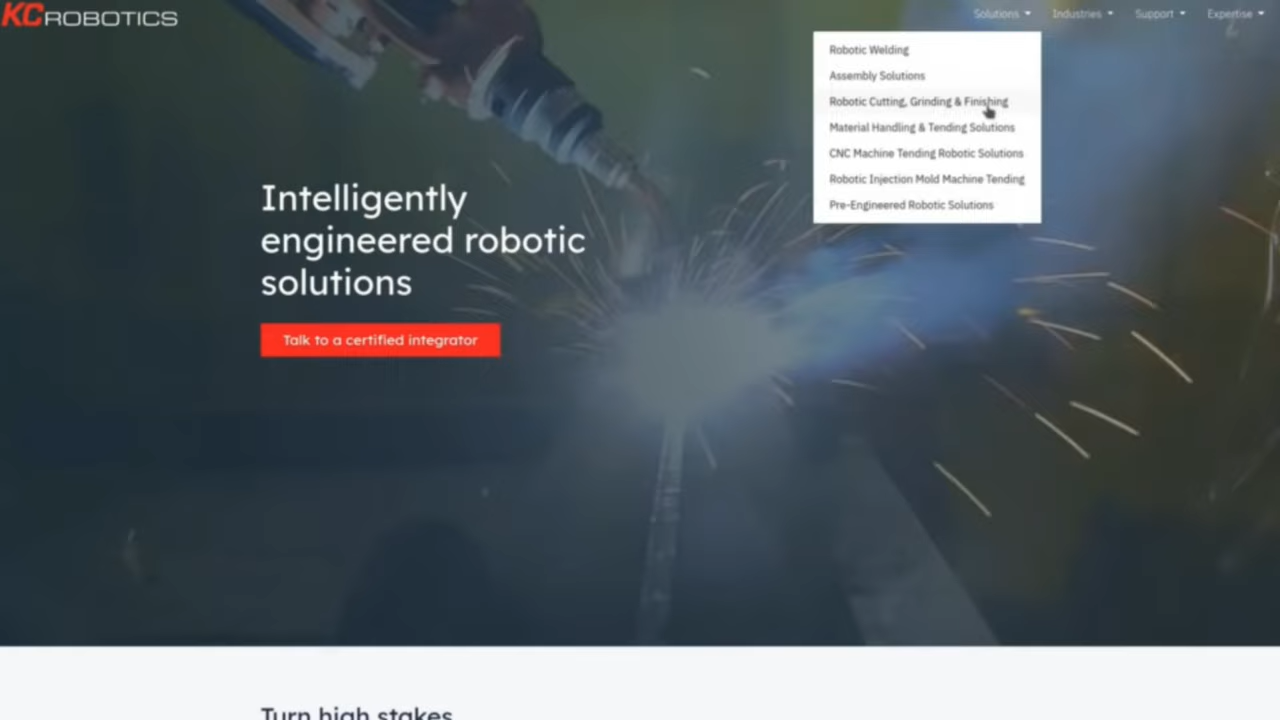 KCROBOTICS
Solutions
Industries
Support
Expertise
Robotic Welding
Assembly Solutions
Robotic Cutting, Grinding & Finishing
Material Handling & Tending Solutions
CNC Machine Tending Robotic Solutions
Robotic Injection Mold Machine Tending
Pre-Engineered Robotic Solutions
Intelligently
engineered robotic
solutions
Talk to a certified integrator
Turn high stakes